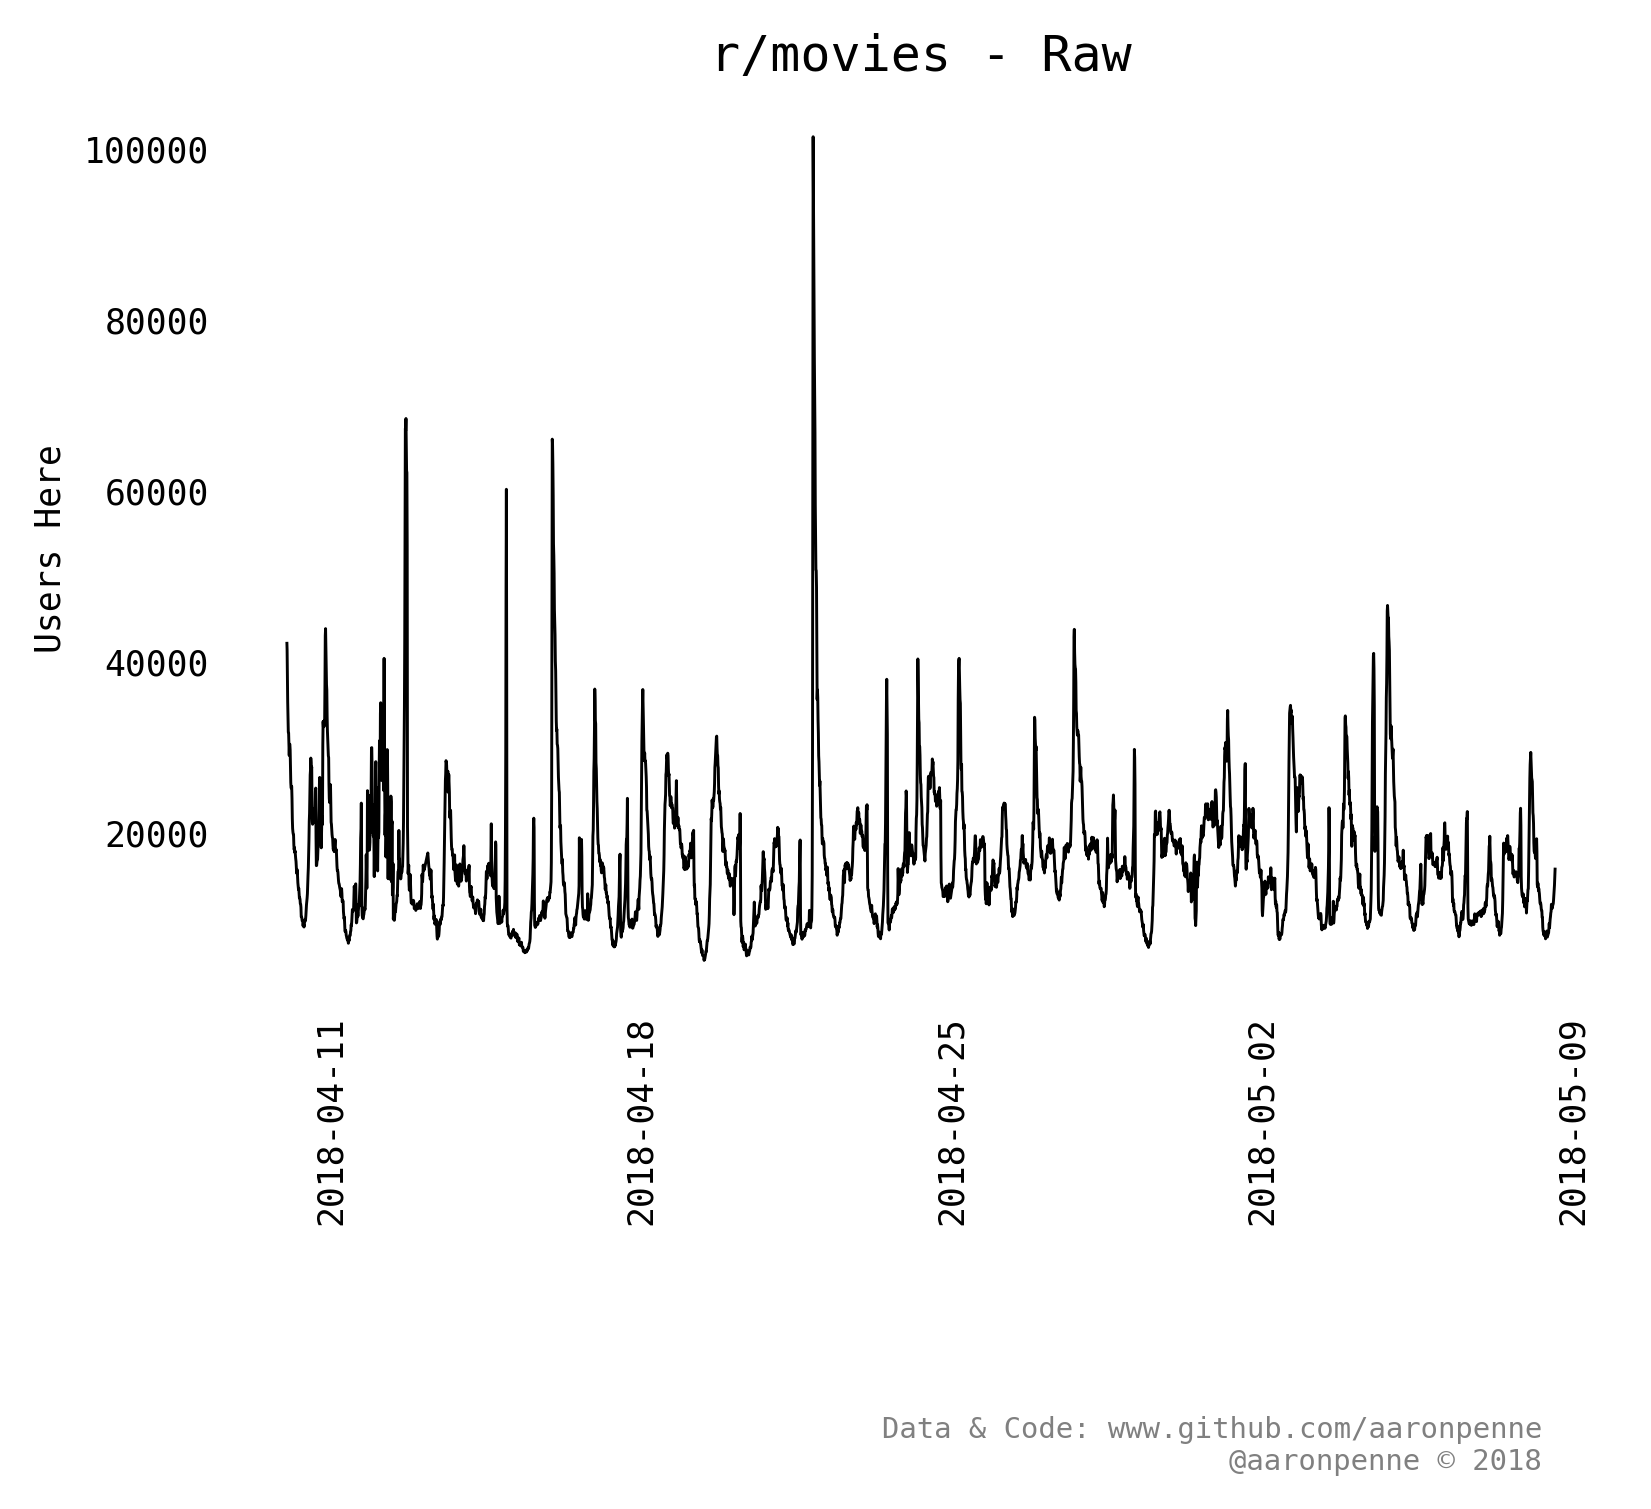 r/movies - Raw
100000
80000
60000
40000
20000
Users Here
2018-04-11
2018-04-18
2018-04-25
2018-05-02
2018-05-09
Data & Code: www.github.com/aaronpenne
@aaronpenne © 2018